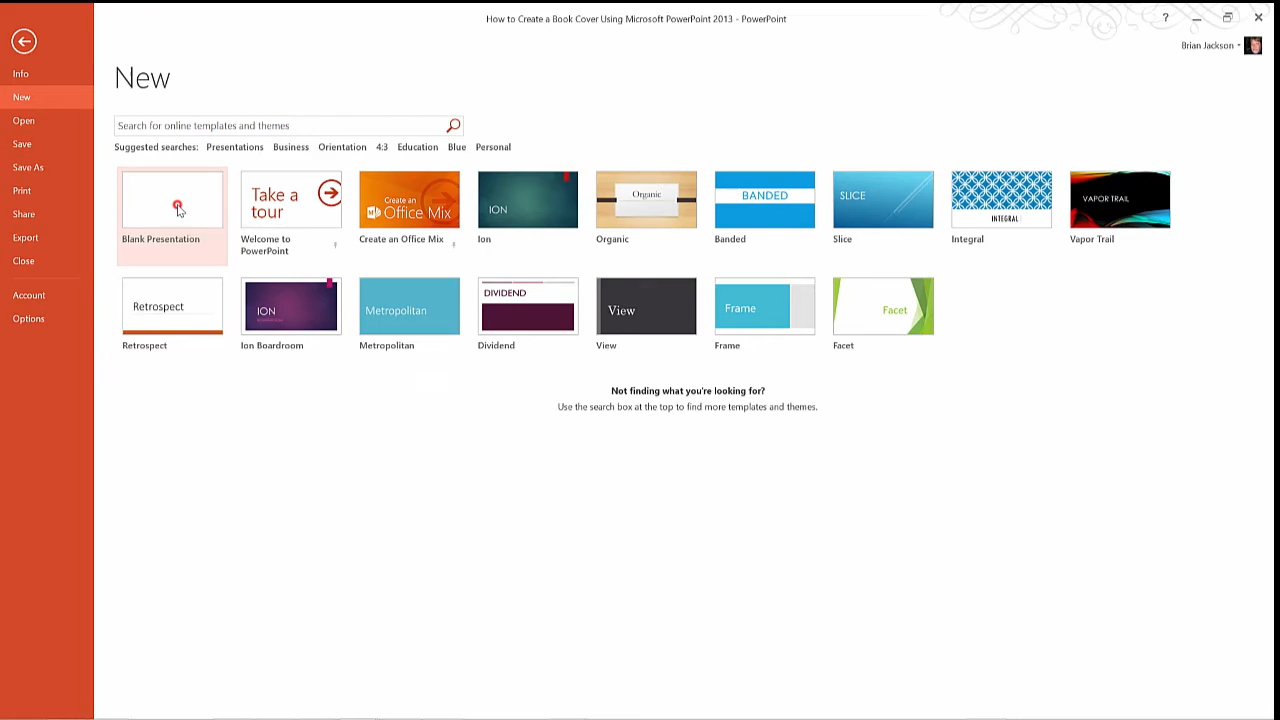 How to Create a Book Cover Using Microsoft PowerPoint 2013 - PowerPoint
?
Brian Jackson
Info
New
Open
Save
Save As
Print
Share
Export
Close
Account
Options
New
Search for online templates and themes
Suggested searches: Presentations Business Orientation 4:3 Education Blue Personal
Take a
tour
Create an
Office Mix
ION
Organic
BANDED
SLICE
INTEGRAL
VAPOR TRAIL
Blank Presentation
Welcome to
PowerPoint
Create an Office Mix
Ion
Organic
Banded
Slice
Integral
Vapor Trail
Retrospect
ION
Metropolitan
DIVIDEND
View
Frame
Facet
Retrospect
Ion Boardroom
Metropolitan
Dividend
View
Frame
Facet
Not finding what you're looking for?
Use the search box at the top to find more templates and themes.